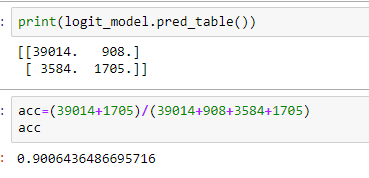 : print(logit_model.pred_table())
[[39014.   908.]
 [ 3584.  1705.]]
: acc=(39014+1705)/(39014+908+3584+1705)
acc
: 0.9006436486695716